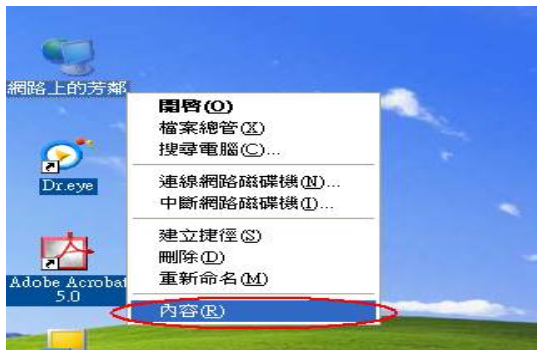 網路上的芳鄰
開啓(O)
檔案總管(X)
搜尋電腦(C)...
連線網路磁碟機(N)...
中斷網路磁碟機(I)...
建立捷徑(S)
刪除(D)
重新命名(M)
內容(R)
Dr.eye
Adobe Acrobat
5.0